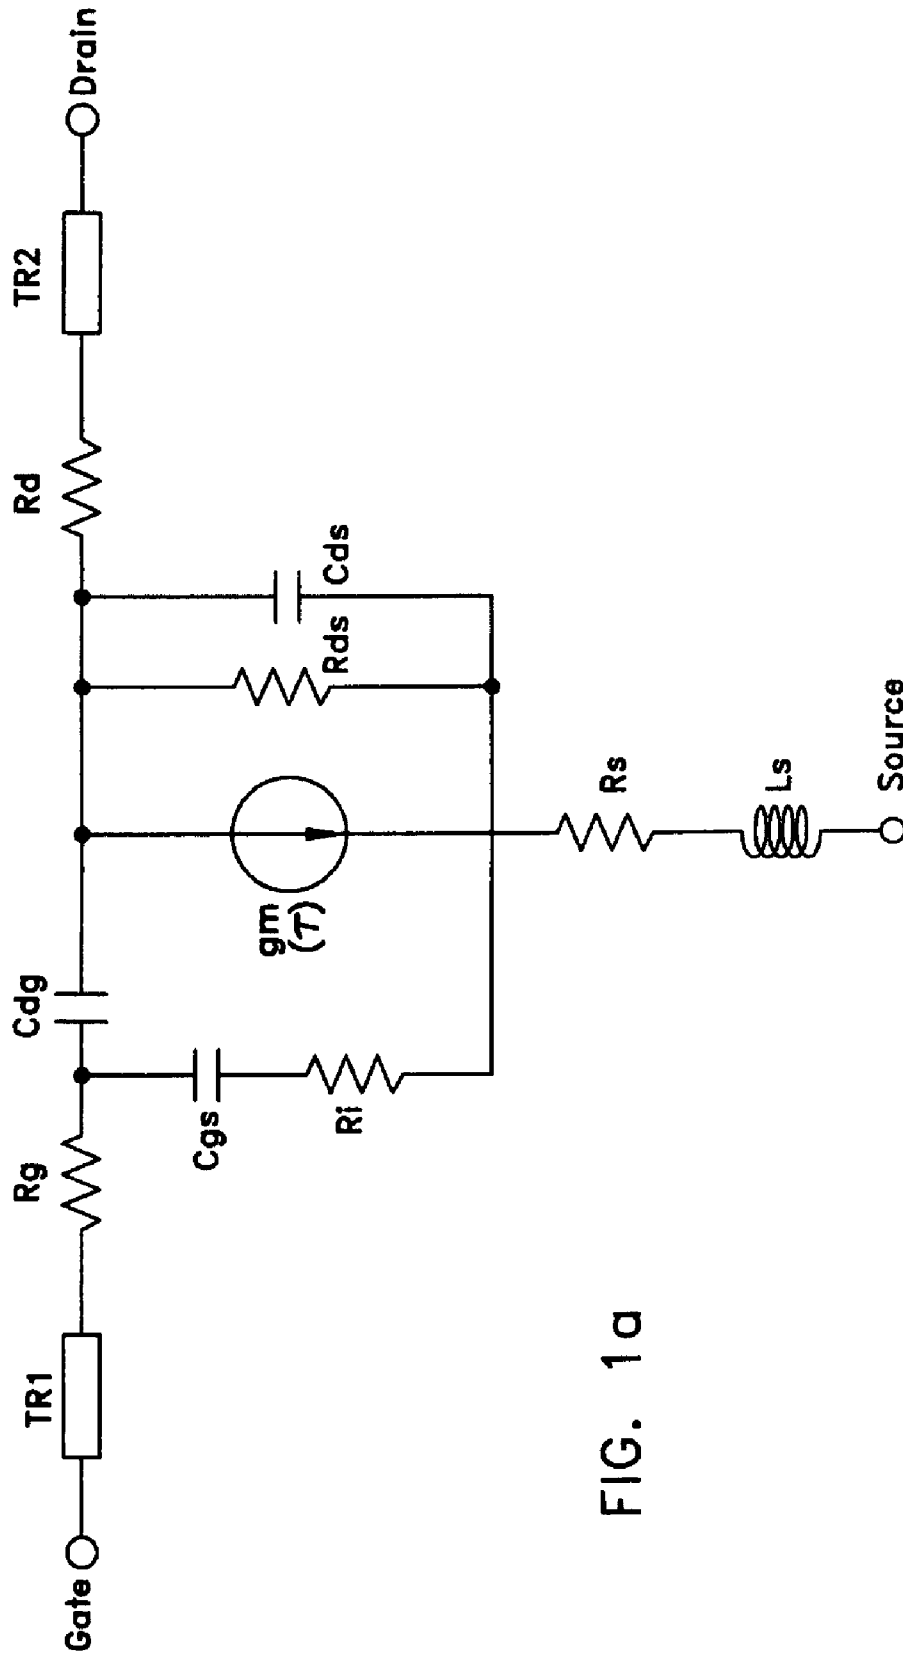 TR1
Rg
Cdg
Rd
TR2
Gate
Drain
Cgs
Ri
gm
(τ)
Rds
Cds
Rs
Ls
Source
FIG. 1a